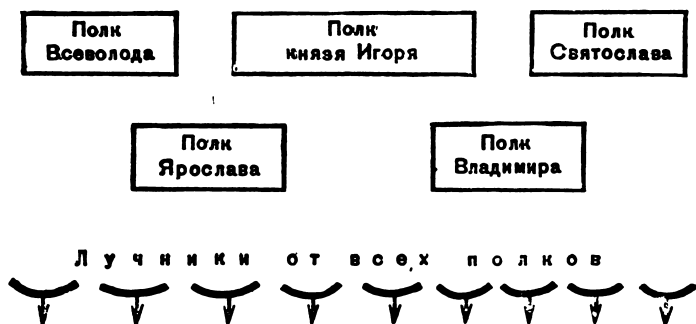 Полк
Всеволода
Полк
князя Игоря
Полк
Святослава
Полк
Ярослава
Полк
Владимира
Лучники от всех полков